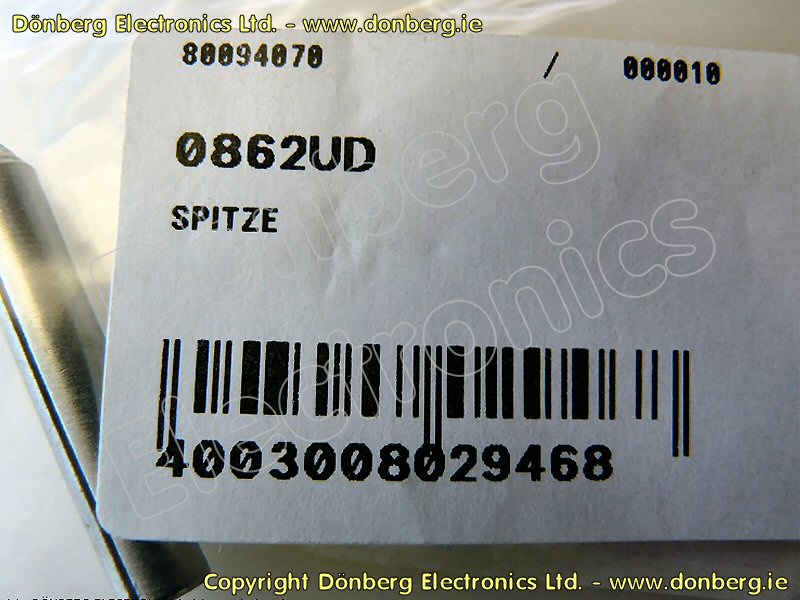 Dönberg Electronics Ltd. - www.donberg.ie
80094070 / 000010
0862UD
SPITZE
Dönberg
Electronics
4003008029468
Copyright Dönberg Electronics Ltd. - www.donberg.ie